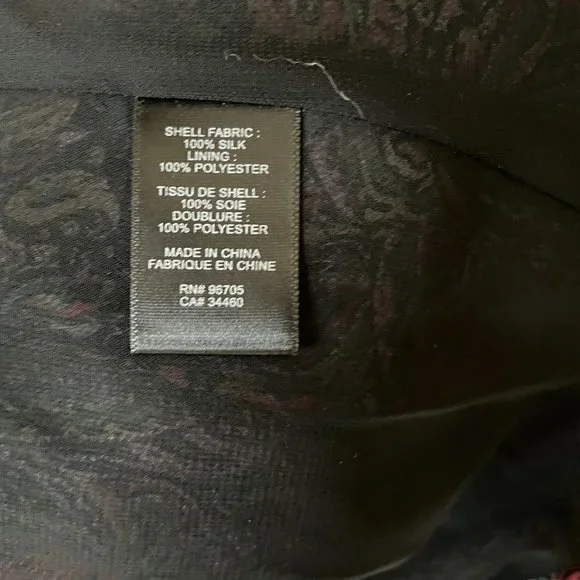 SHELL FABRIC :
100% SILK
LINING :
100% POLYESTER
TISSU DE SHELL :
100% SOIE
DOUBLURE :
100% POLYESTER
MADE IN CHINA
FABRIQUE EN CHINE
RN# 96705
CA# 34460